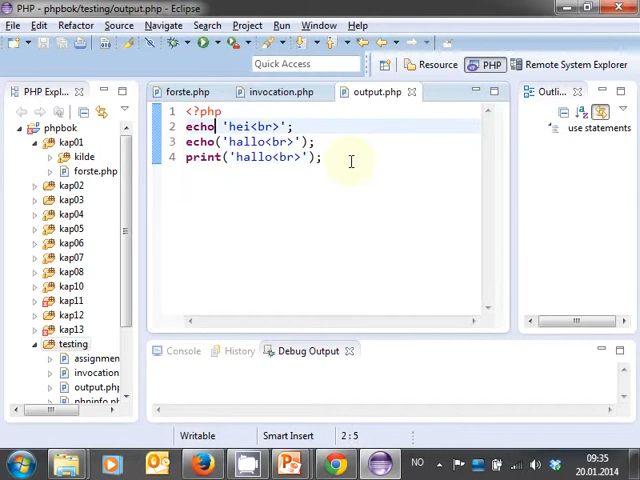 PHP - phpbok/testing/output.php - Eclipse
File Edit Refactor Source Navigate Search Project Run Window Help
Quick Access Resource PHP Remote System Explorer
PHP Expl... forste.php invocation.php output.php Outli...
phpbok
kap01
kilde
forste.php
kap02
kap03
kap04
kap05
kap06
kap07
kap08
kap10
kap11
kap12
kap13
testing
assignmen
invocation
output.php
phpinfo.php
1 <?php
2 echo 'hei<br>';
3 echo('hallo<br>');
4 print('hallo<br>');
use statements
Console History Debug Output
Writable Smart Insert 2 : 5
NO 09:35
20.01.2014